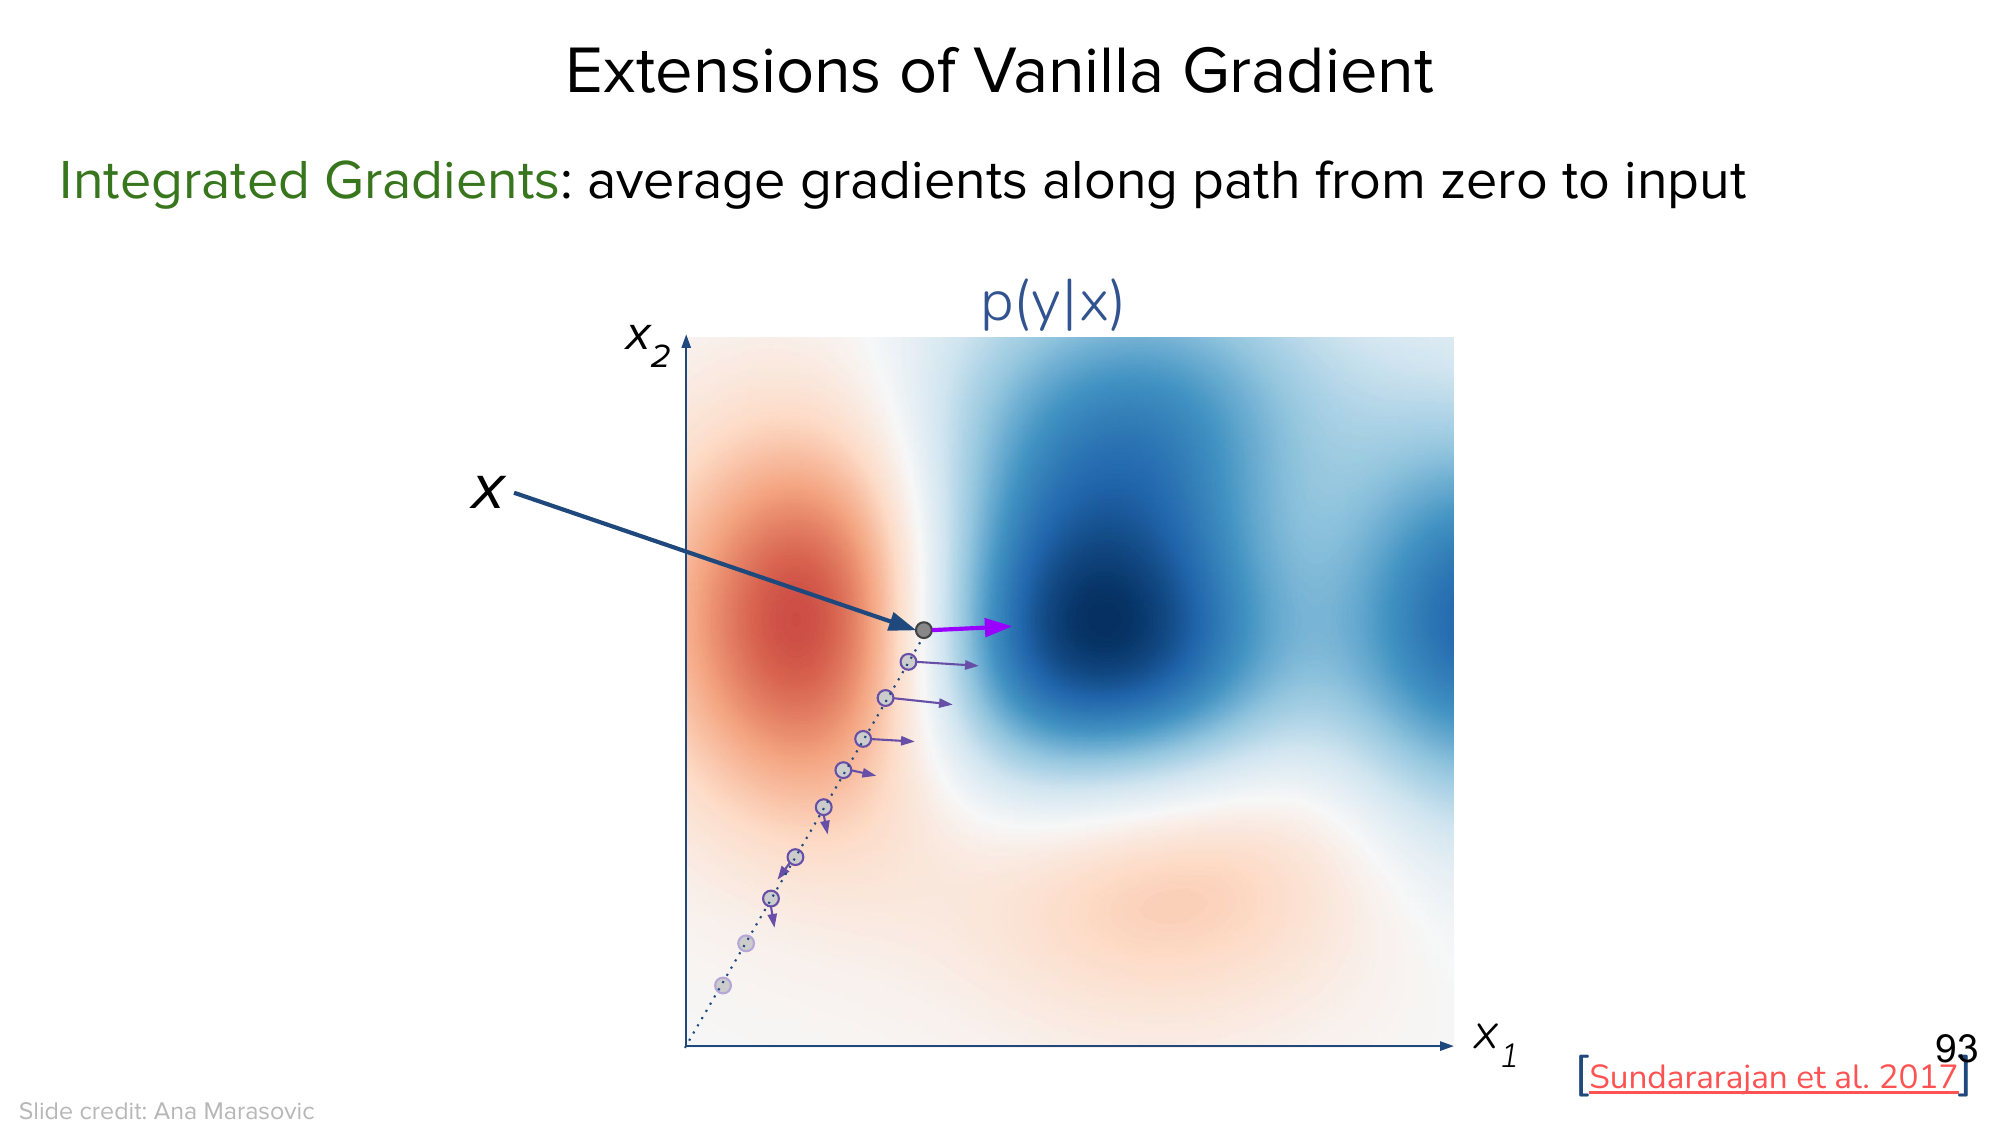 Extensions of Vanilla Gradient
Integrated Gradients: average gradients along path from zero to input
p(y|x)
x2
x
x1
93
[Sundararajan et al. 2017]
Slide credit: Ana Marasovic